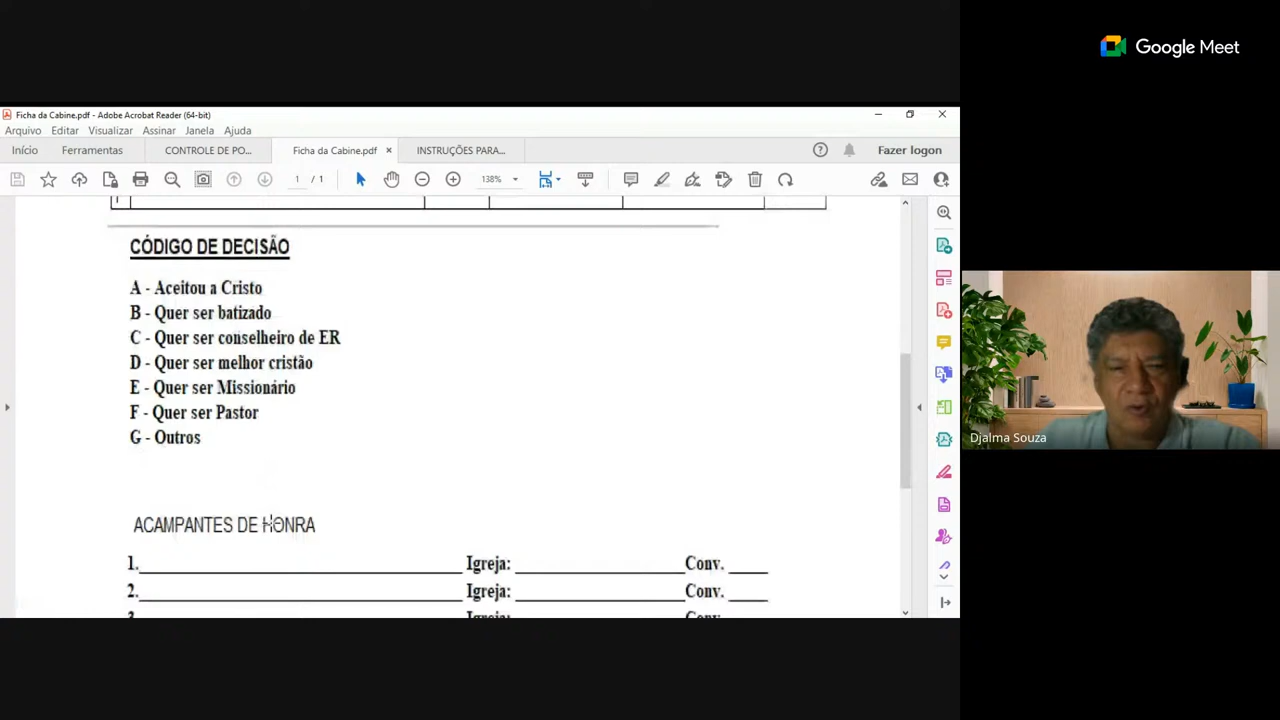 Google Meet
Ficha da Cabine.pdf - Adobe Acrobat Reader (64-bit)
Arquivo Editar Visualizar Assinar Janela Ajuda
Início Ferramentas CONTROLE DE PO... Ficha da Cabine.pdf × INSTRUÇÕES PARA... Fazer logon
1 / 1 138%
CÓDIGO DE DECISÃO
A - Aceitou a Cristo
B - Quer ser batizado
C - Quer ser conselheiro de ER
D - Quer ser melhor cristão
E - Quer ser Missionário
F - Quer ser Pastor
G - Outros
Djalma Souza
ACAMPANTES DE HONRA
1. Igreja: Conv.
2. Igreja: Conv.